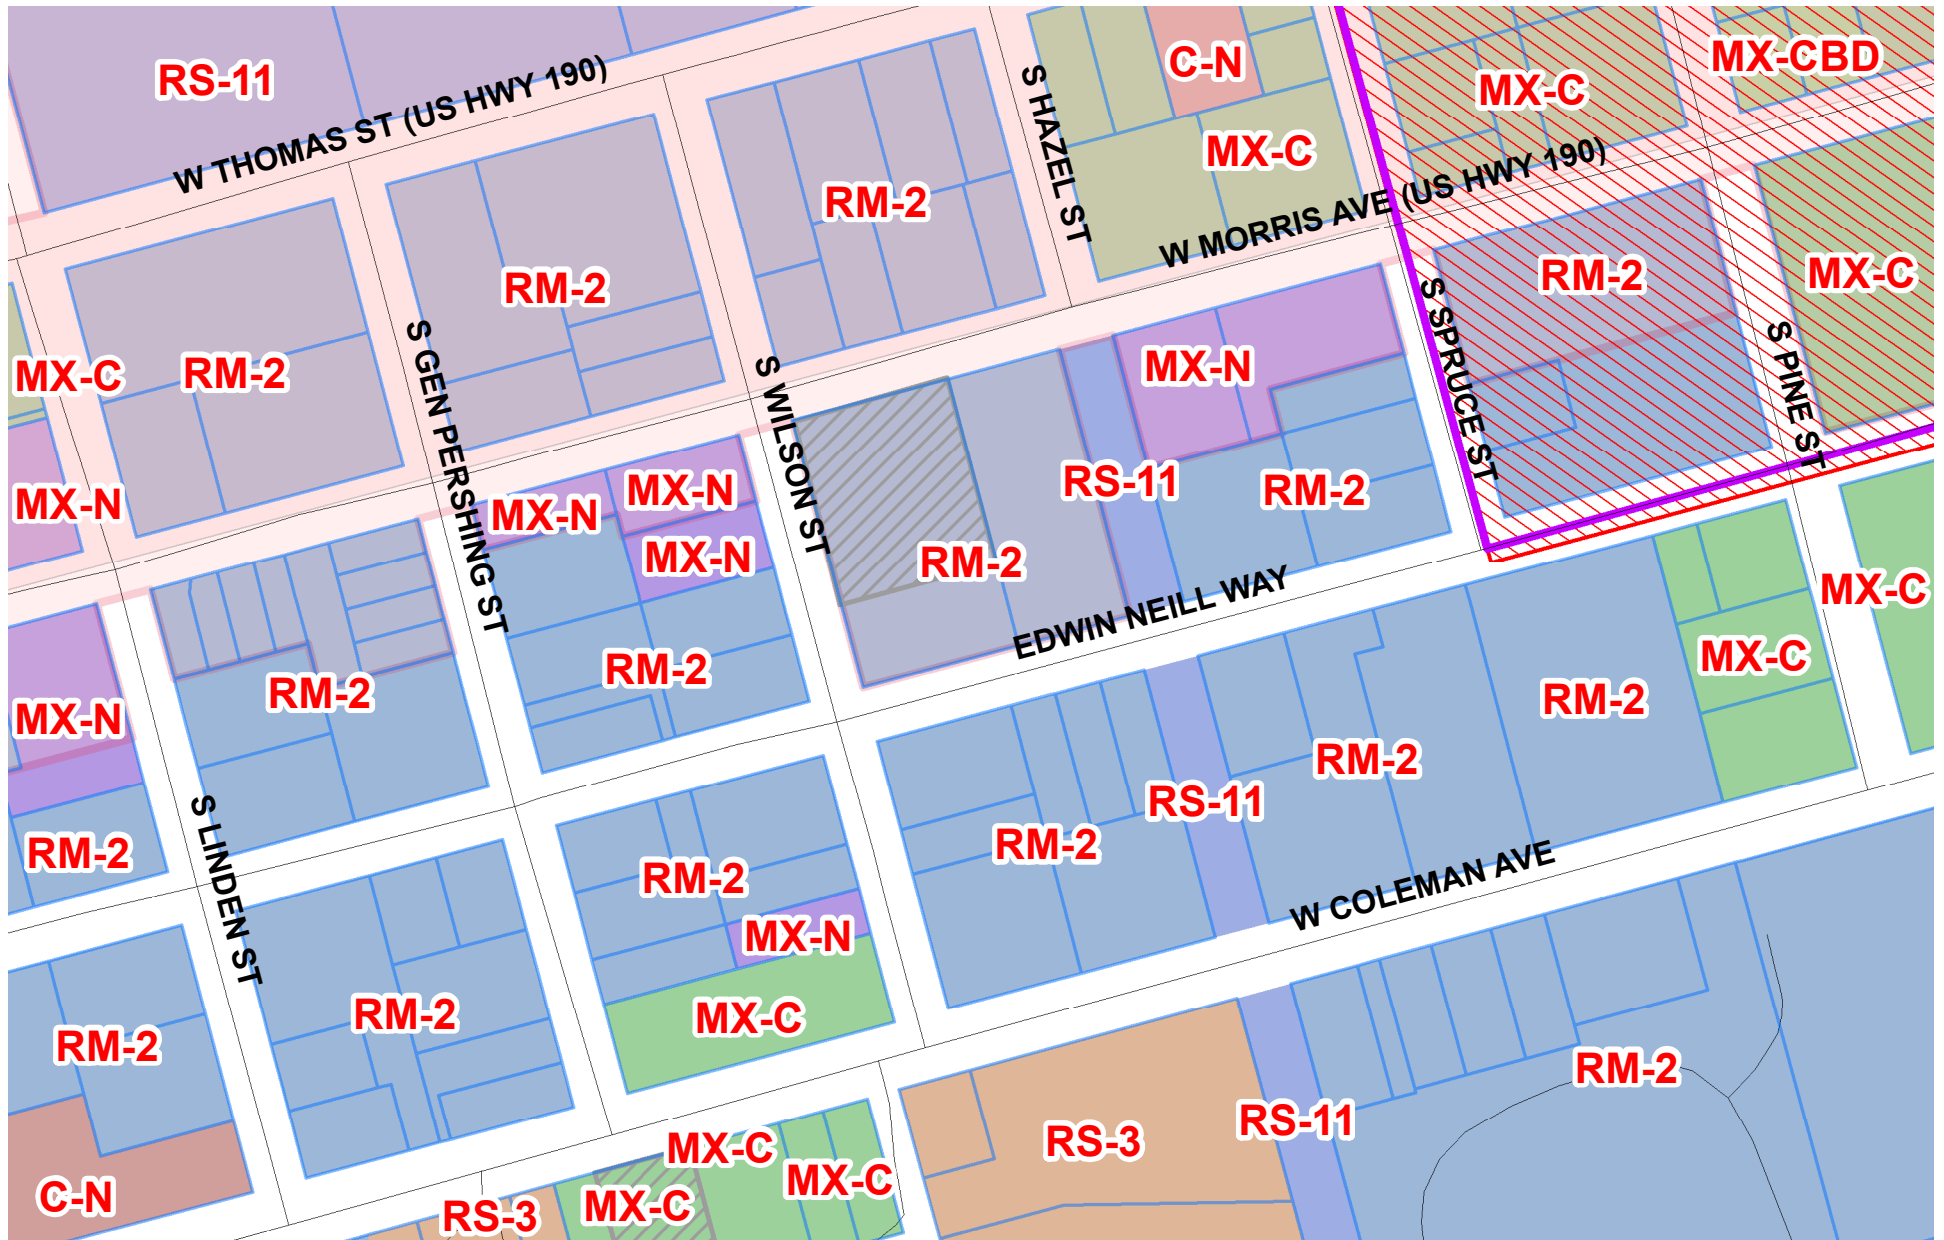 RS-11
W THOMAS ST (US HWY 190)
C-N
MX-C
MX-CBD
MX-C
S HAZEL ST
W MORRIS AVE (US HWY 190)
RM-2
RM-2
RM-2
MX-C
MX-C
RM-2
S GEN PERSHING ST
S WILSON ST
MX-N
S SPRUCE ST
S PINE ST
MX-N
MX-N
MX-N
MX-N
RS-11
RM-2
RM-2
MX-N
RM-2
RM-2
EDWIN NEILL WAY
MX-C
MX-C
RM-2
MX-N
RM-2
RS-11
RM-2
RM-2
S LINDEN ST
RM-2
W COLEMAN AVE
MX-N
RM-2
RM-2
MX-C
RM-2
RS-3
RS-11
MX-C
MX-C
C-N
RS-3
MX-C